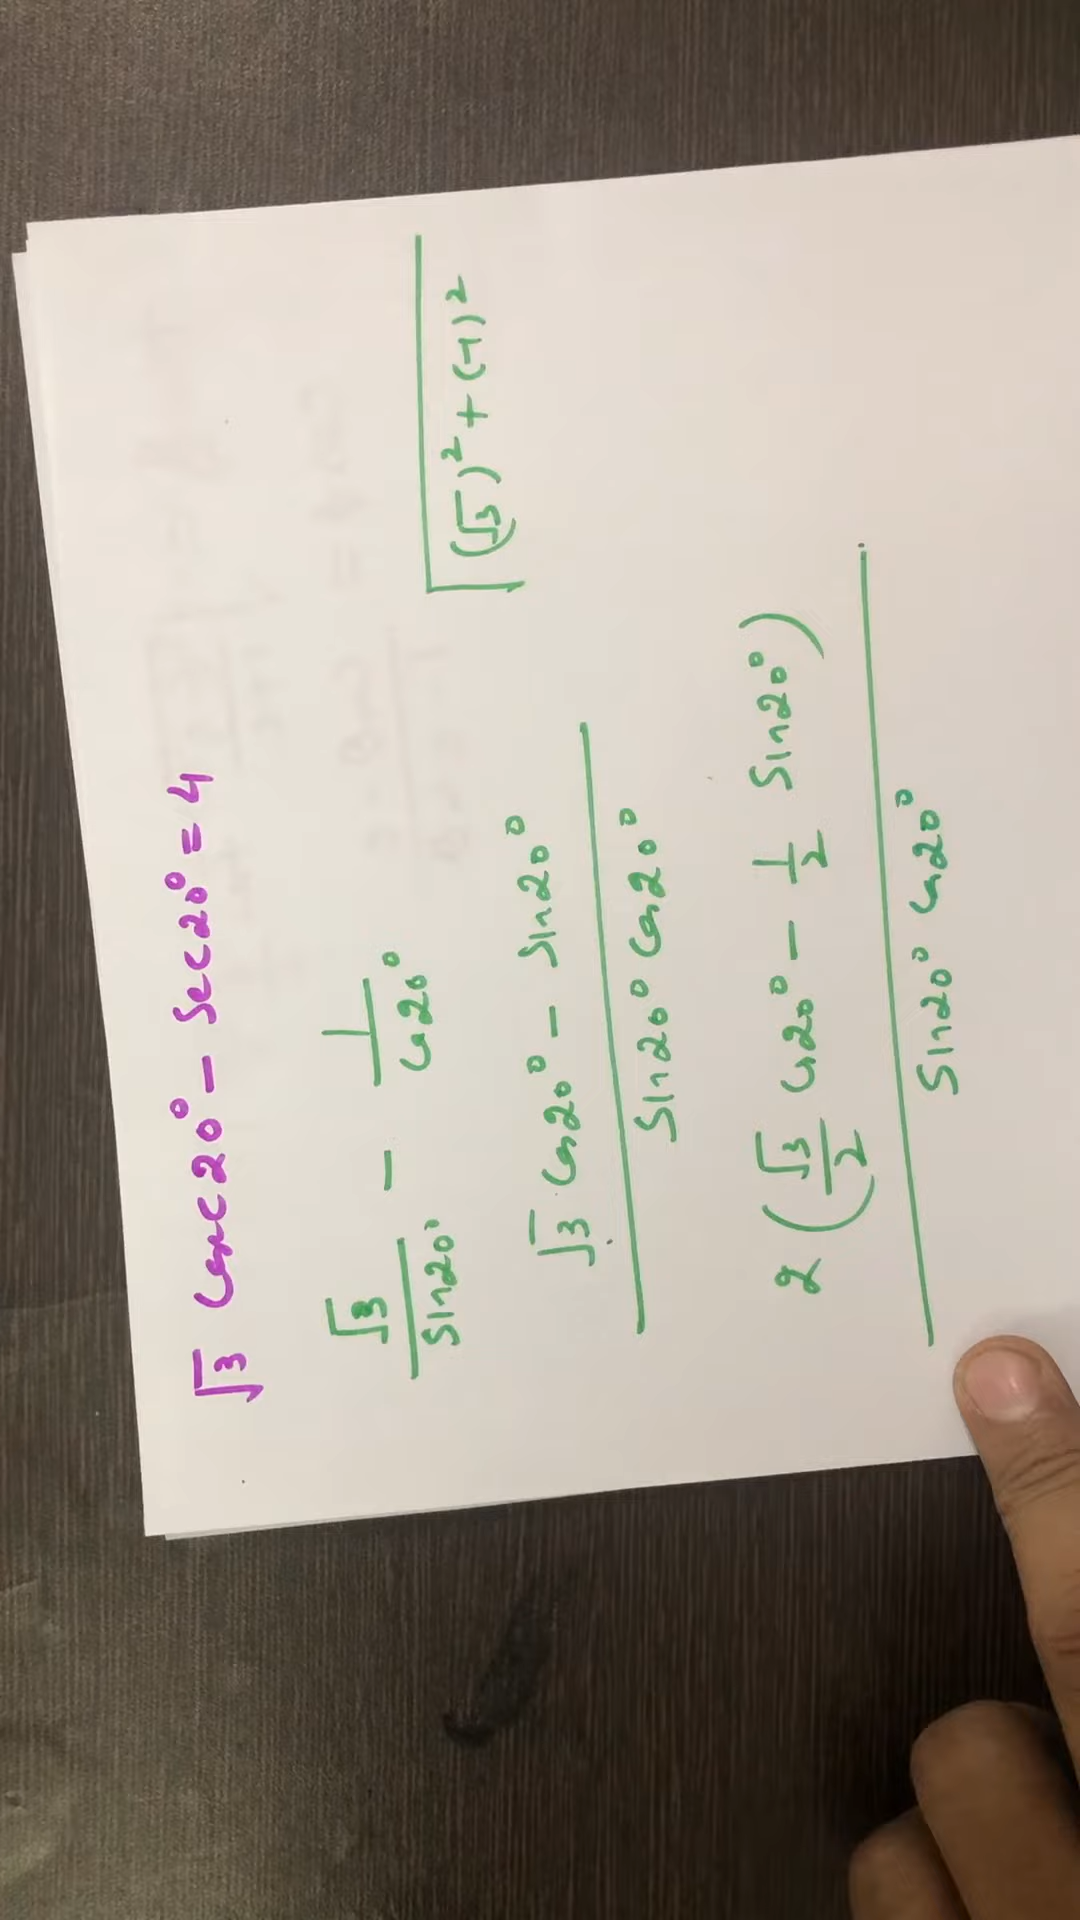 √3 Cosec20° - Sec20° = 4
√3/Sin20° - 1/Cos20°
√((√3)² + (-1)²
√3 Cos20° - Sin20°
Sin20° Cos20°
2 (√3/2 Cos20° - 1/2 Sin20°)
Sin20° Cos20°